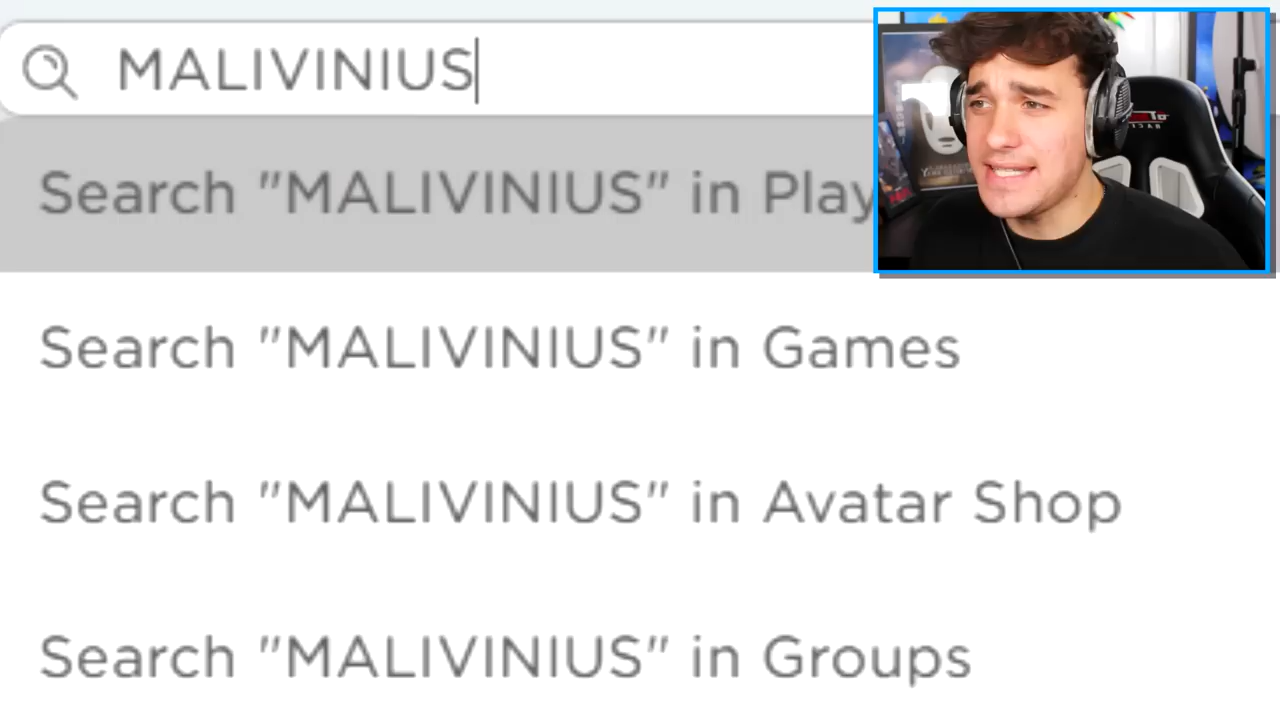 MALIVINIUS
Search "MALIVINIUS" in Play
Search "MALIVINIUS" in Games
Search "MALIVINIUS" in Avatar Shop
Search "MALIVINIUS" in Groups